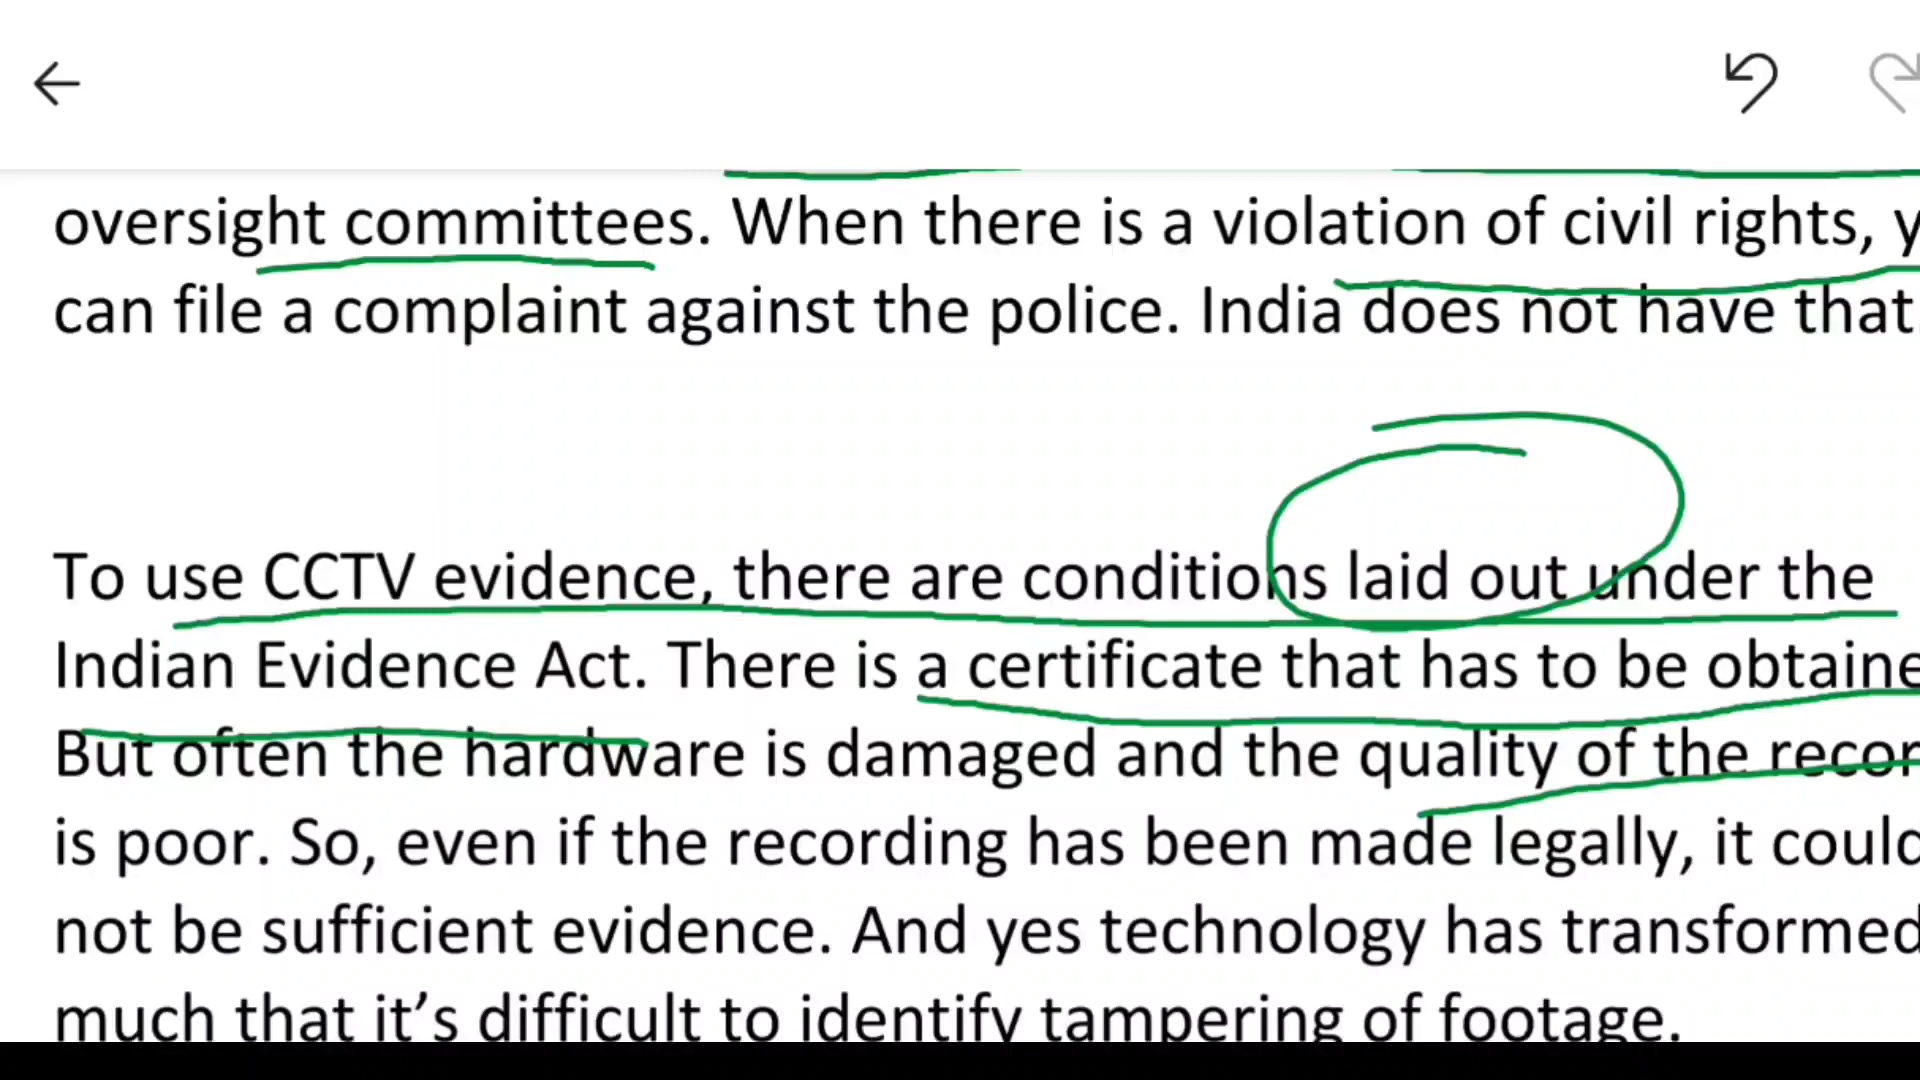 oversight committees. When there is a violation of civil rights,
can file a complaint against the police. India does not have that.
To use CCTV evidence, there are conditions laid out under the
Indian Evidence Act. There is a certificate that has to be
But often the hardware is damaged and the quality of the
is poor. So, even if the recording has been made legally, it could
not be sufficient evidence. And yes technology has transformed
much that it's difficult to identify tampering of footage.